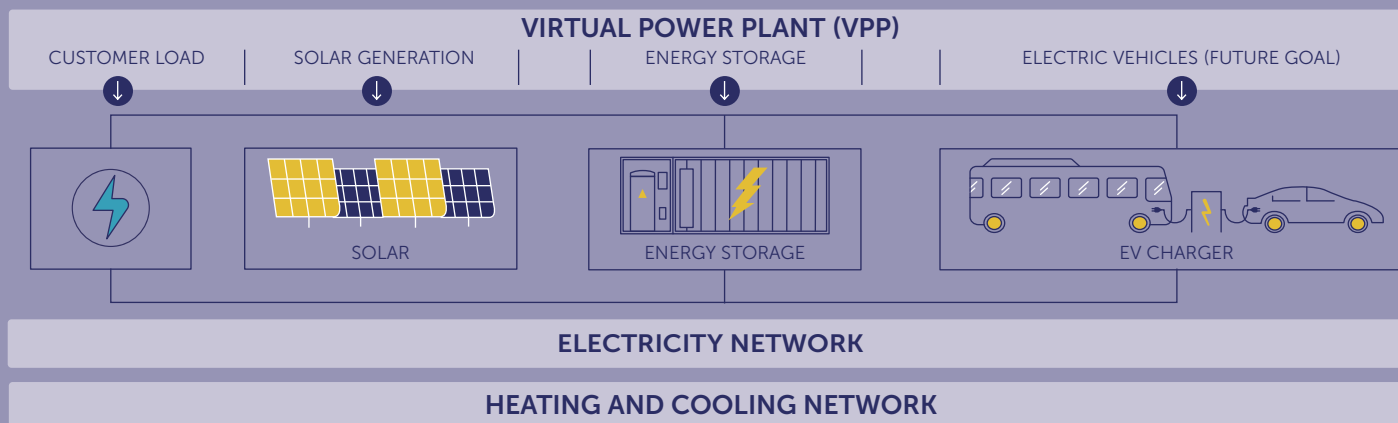 VIRTUAL POWER PLANT (VPP)
CUSTOMER LOAD
SOLAR GENERATION
ENERGY STORAGE
ELECTRIC VEHICLES (FUTURE GOAL)
SOLAR
ENERGY STORAGE
EV CHARGER
ELECTRICITY NETWORK
HEATING AND COOLING NETWORK